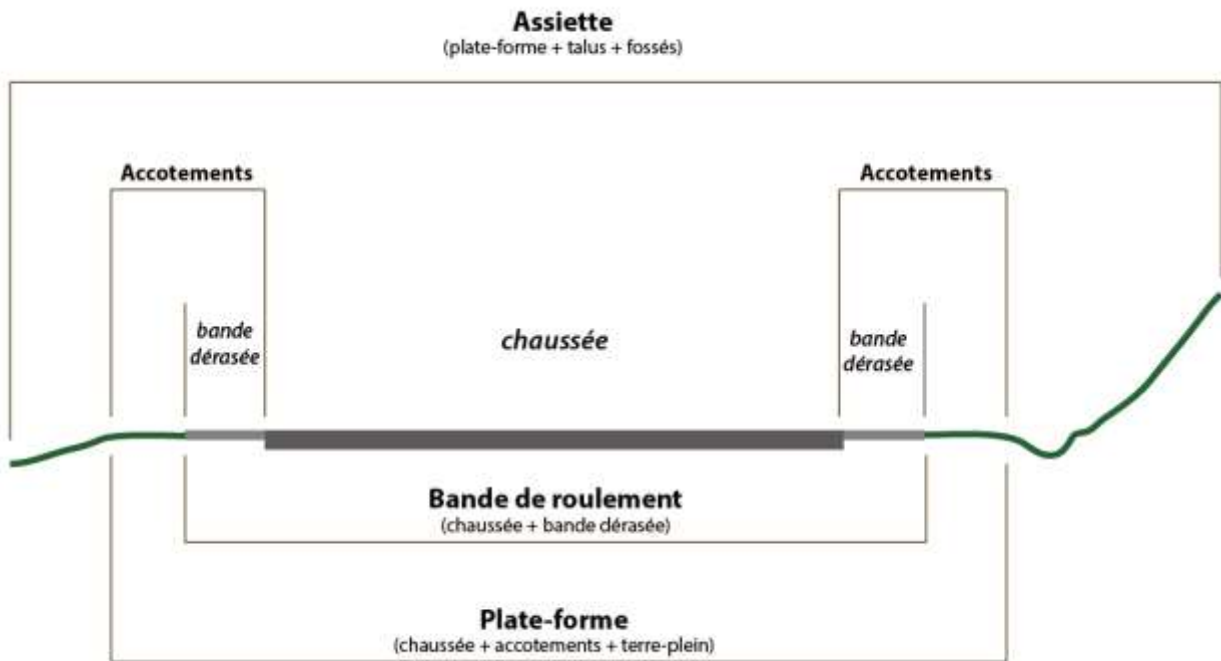 Assiette
(plate-forme + talus + fossés)
Accotements
Accotements
bande
dérasée
chaussée
bande
dérasée
Bande de roulement
(chaussée + bande dérasée)
Plate-forme
(chaussée + accotements + terre-plein)